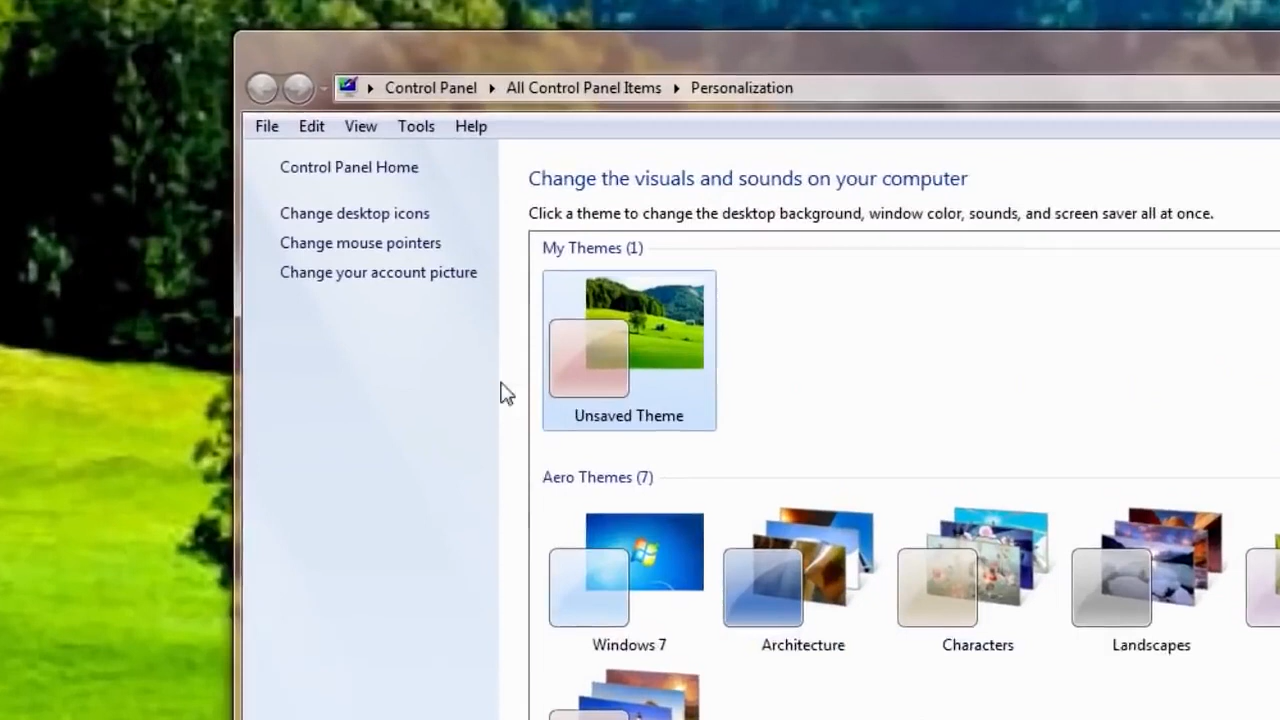 Control Panel ▸ All Control Panel Items ▸ Personalization
File Edit View Tools Help
Control Panel Home
Change desktop icons
Change mouse pointers
Change your account picture
Change the visuals and sounds on your computer
Click a theme to change the desktop background, window color, sounds, and screen saver all at once.
My Themes (1)
Unsaved Theme
Aero Themes (7)
Windows 7
Architecture
Characters
Landscapes